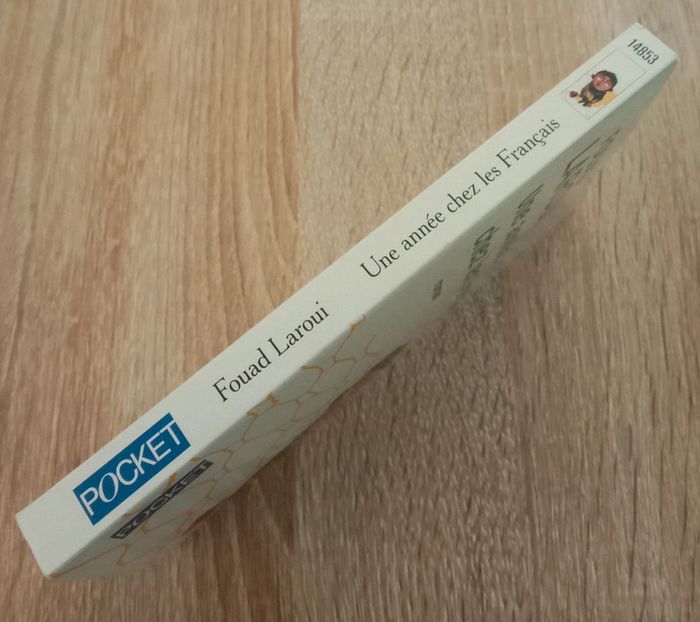 14853
Une année chez les Français
Fouad Laroui
POCKET
POCKET